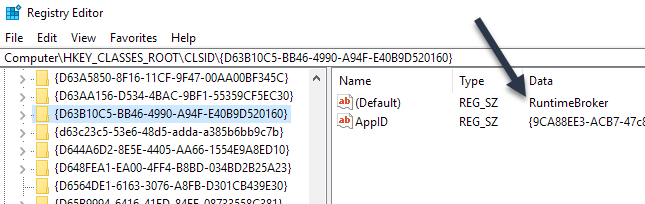 Registry Editor
File Edit View Favorites Help
Computer\HKEY_CLASSES_ROOT\CLSID\{D63B10C5-BB46-4990-A94F-E40B9D520160}
{D63A5850-8F16-11CF-9F47-00AA00BF345C}
{D63AA156-D534-4BAC-9BF1-55359CF5EC30}
{D63B10C5-BB46-4990-A94F-E40B9D520160}
{d63c23c5-53e6-48d5-adda-a385b6bb9c7b}
{D644A6D2-8E5E-4405-AA66-1554E9A8ED10}
{D648FEA1-EA00-4FF4-B8BD-034BD2B25A23}
{D6564DE1-6163-3076-A8FB-D301CB439E30}
Name Type Data
(Default) REG_SZ RuntimeBroker
AppID REG_SZ {9CA88EE3-ACB7-47c8